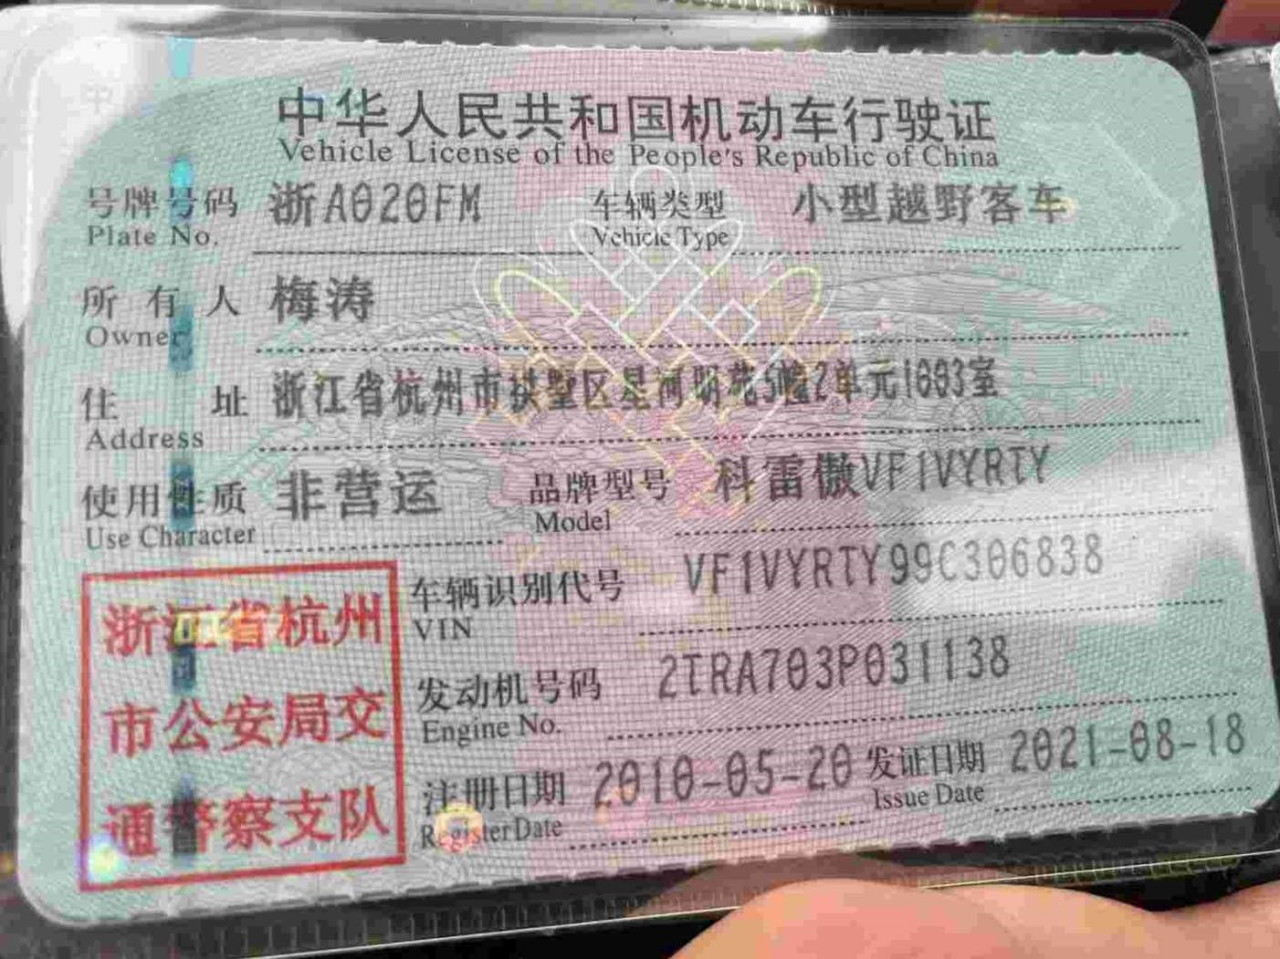 中华人民共和国机动车行驶证
Vehicle License of the People's Republic of China
号牌号码 浙A020FM 车辆类型 小型越野客车
Plate No. Vehicle Type
所有人 梅涛
Owner
住址 浙江省杭州市拱墅区星河明苑5幢2单元1003室
Address
使用性质 非营运 品牌型号 科雷傲VF1VYRTY
Use Character Model
车辆识别代号 VF1VYRTY99C306838
VIN
发动机号码 2TRA703P031138
Engine No.
注册日期 2010-05-20 发证日期 2021-08-18
Register Date Issue Date
浙江省杭州
市公安局交
通警察支队